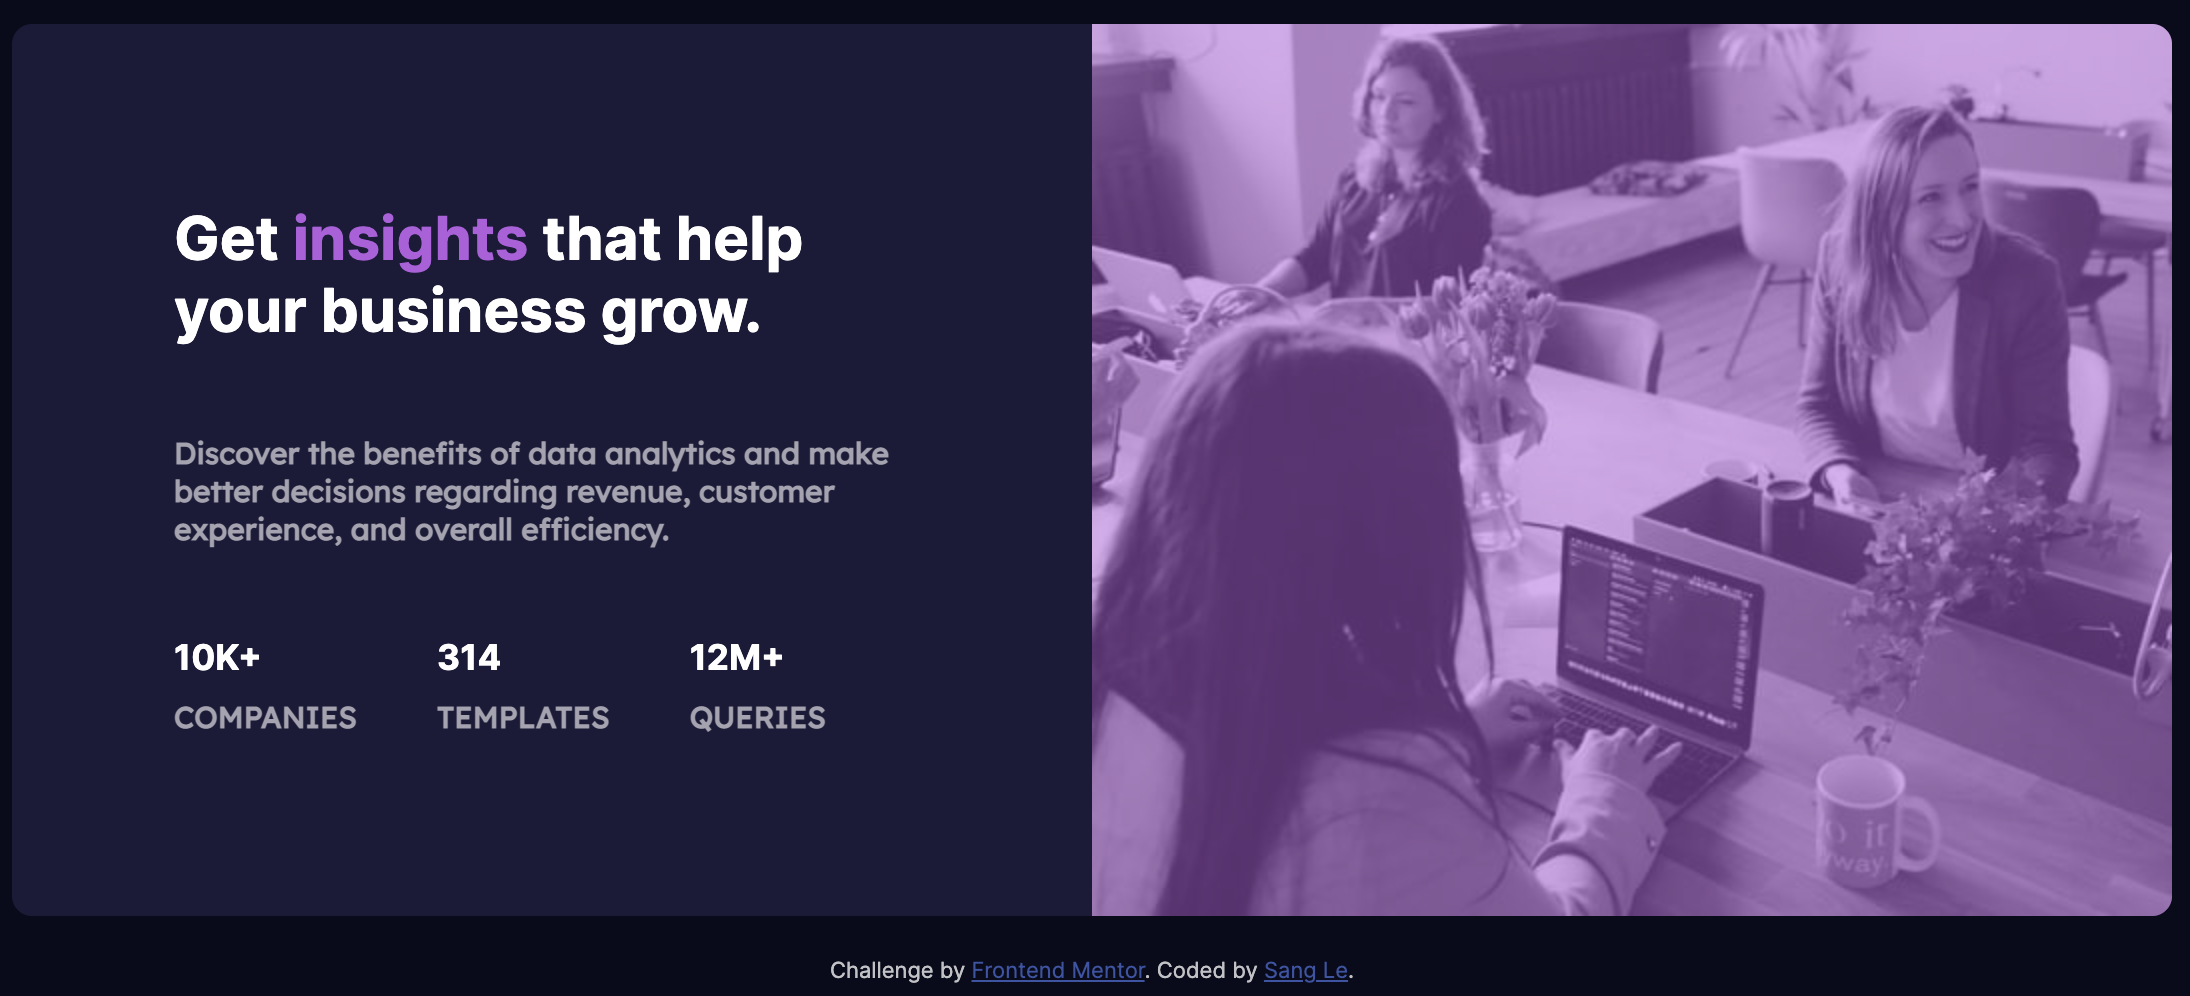 Get insights that help
your business grow.
Discover the benefits of data analytics and make
better decisions regarding revenue, customer
experience, and overall efficiency.
10K+
314
12M+
COMPANIES
TEMPLATES
QUERIES
it
way.
Challenge by Frontend Mentor. Coded by Sang Le.